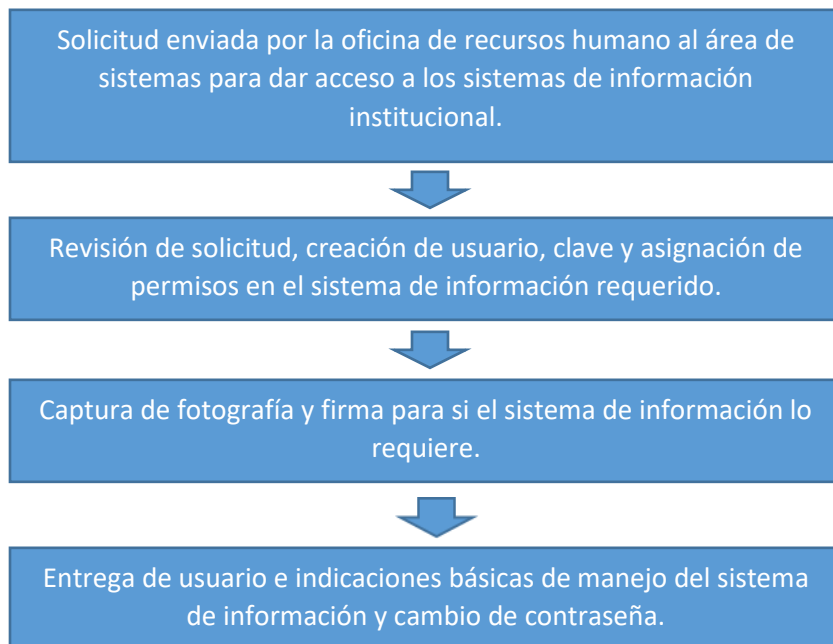 Solicitud enviada por la oficina de recursos humano al área de
sistemas para dar acceso a los sistemas de información
institucional.
Revisión de solicitud, creación de usuario, clave y asignación de
permisos en el sistema de información requerido.
Captura de fotografía y firma para si el sistema de información lo
requiere.
Entrega de usuario e indicaciones básicas de manejo del sistema
de información y cambio de contraseña.